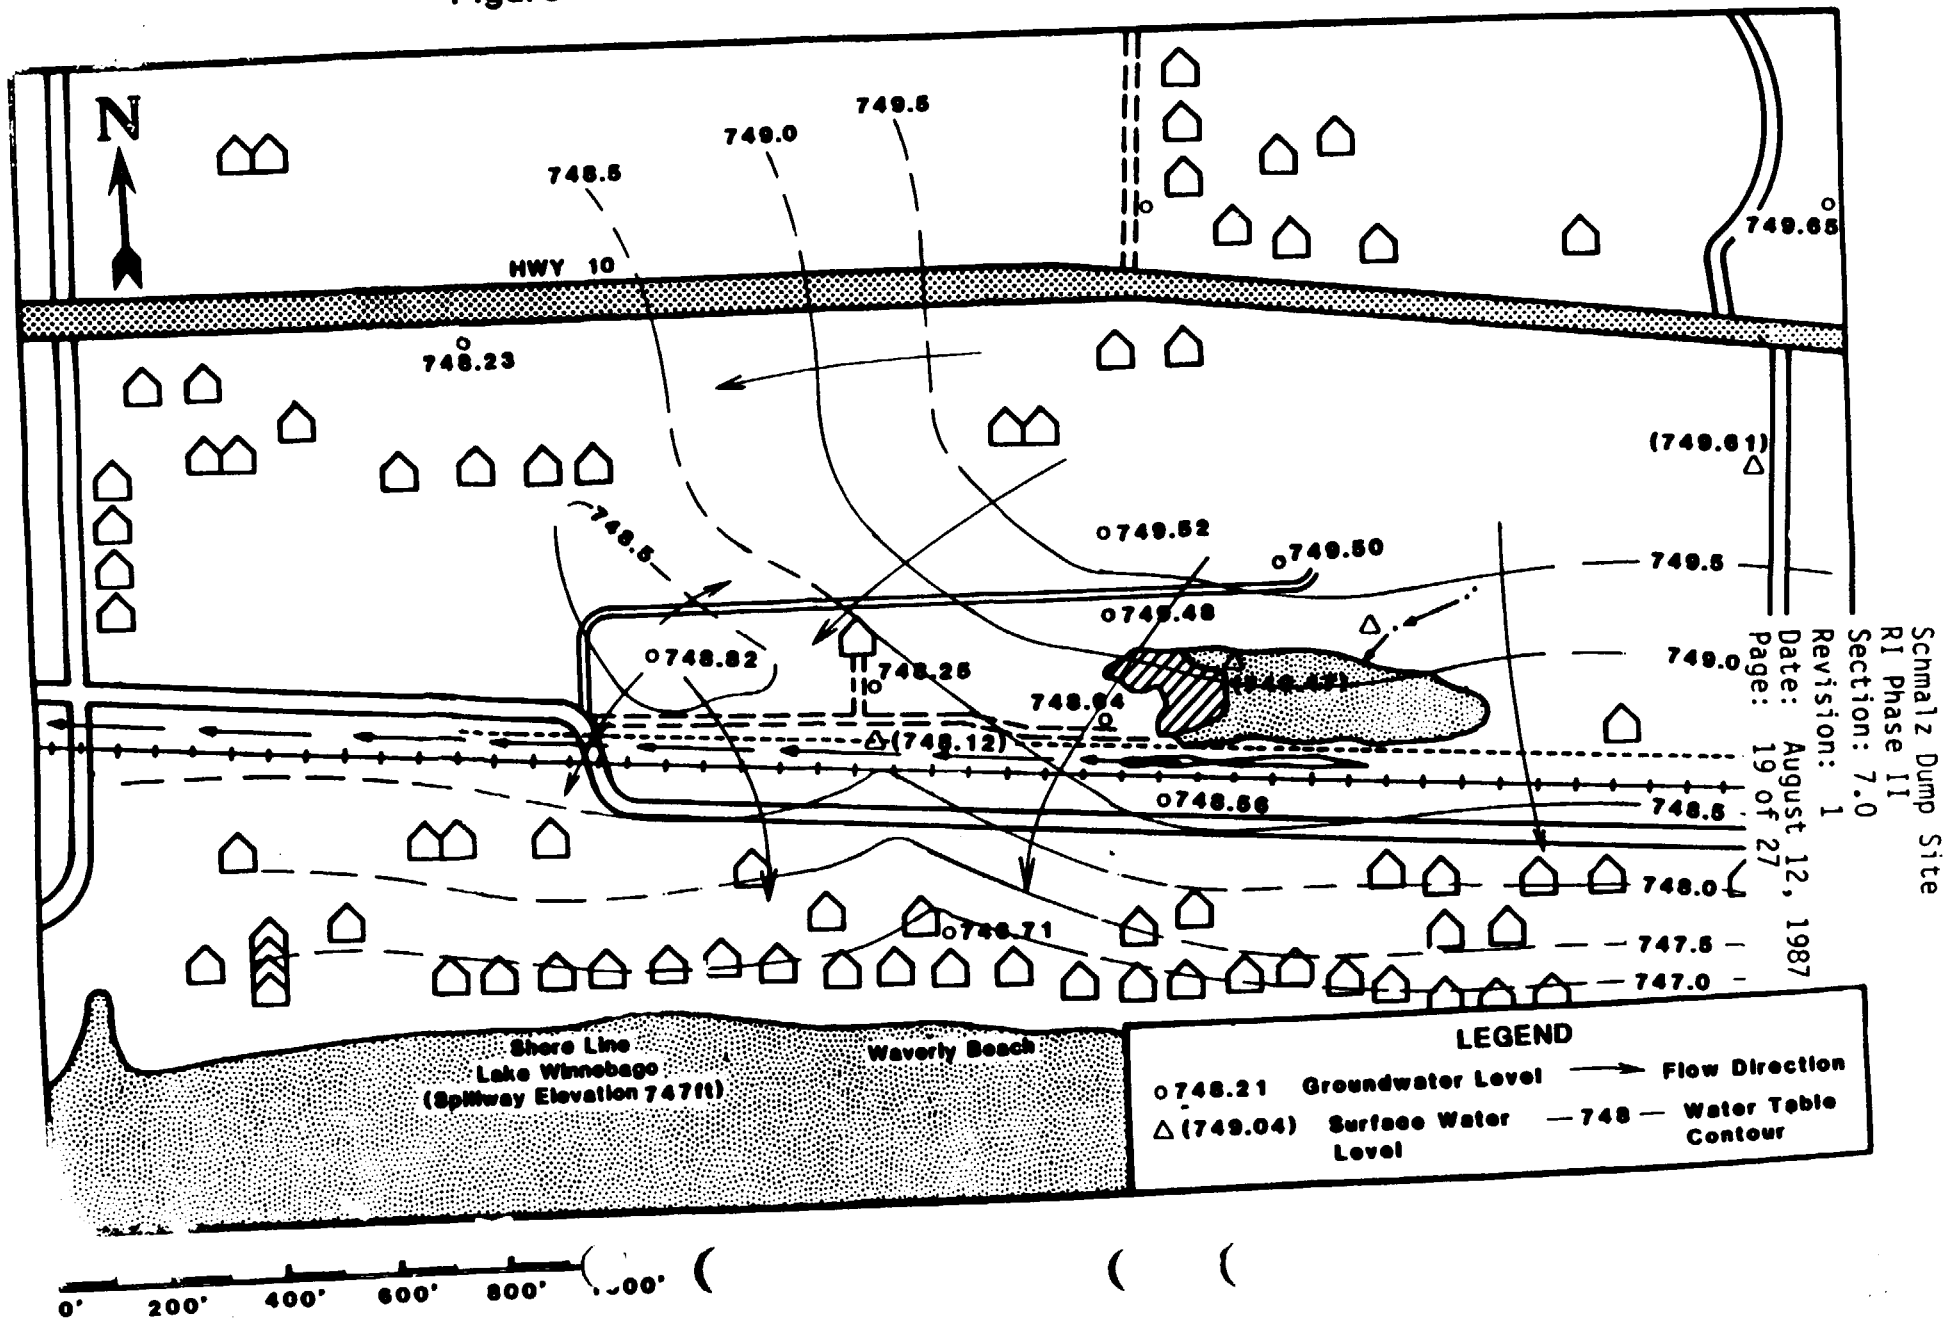 Figure
N
749.5
749.0
748.5
HWY 10
749.65
748.23
(749.61)
749.52
749.50
748.5
749.5
749.48
748.82
748.25
749.0
748.64
(748.12)
748.56
748.5
748.0
747.5
747.0
Shore Line
Lake Winnebago
(Spillway Elevation 747ft)
Waverly Beach
LEGEND
748.21 Groundwater Level
Flow Direction
(749.04) Surface Water
Level
—748— Water Table
Contour
0' 200' 400' 600' 800'
Schmalz Dump Site
RI Phase II
Section: 7.0
Revision: 1
Date: August 12, 1987
Page: 19 of 27